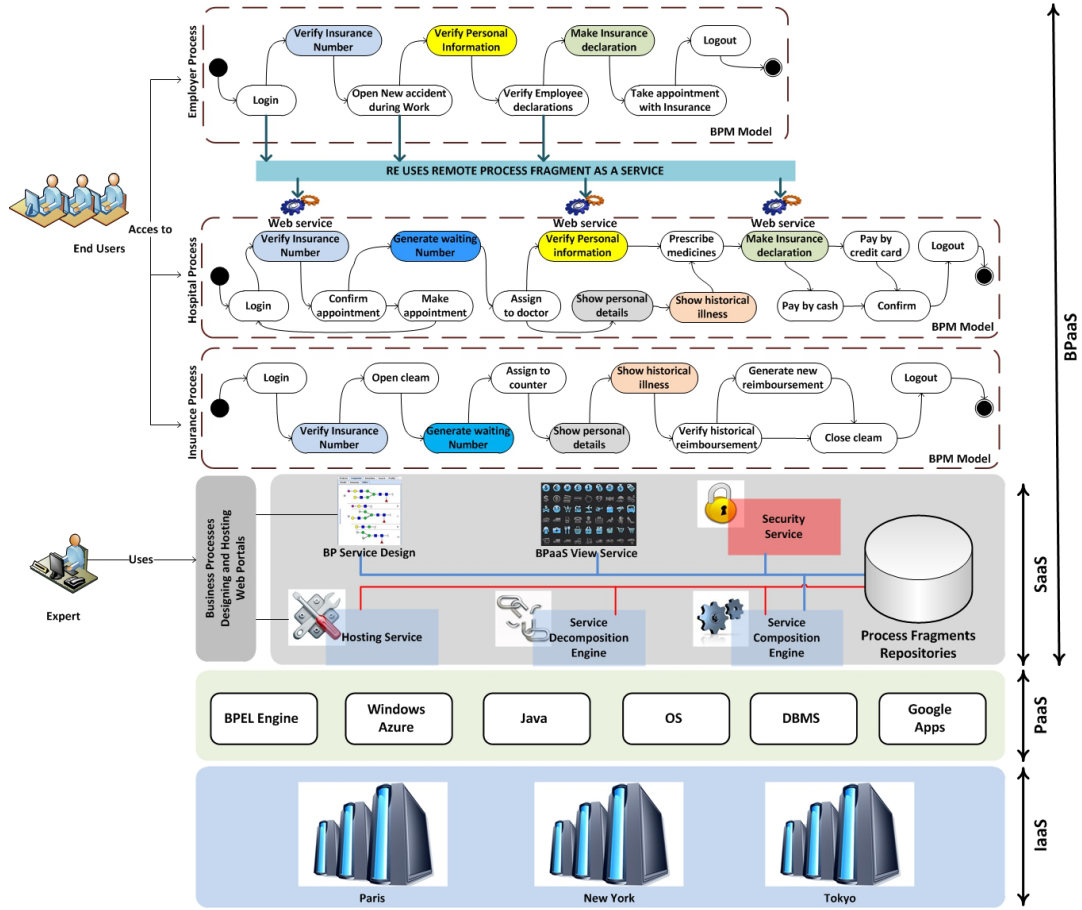 Employer Process
Verify Insurance
Number
Verify Personal
Information
Make Insurance
declaration
Logout
Login
Open New accident
during Work
Verify Employee
declarations
Take appointment
with Insurance
BPM Model
RE USES REMOTE PROCESS FRAGMENT AS A SERVICE
End Users
Acces to
Hospital Process
Web service
Web service
Web service
Verify Insurance
Number
Generate waiting
Number
Verify Personal
information
Prescribe
medicines
Make Insurance
declaration
Pay by
credit card
Logout
Login
Confirm
appointment
Make
appointment
Assign
to doctor
Show personal
details
Show historical
illness
Pay by cash
Confirm
BPM Model
BPaaS
Insurance Process
Login
Open cleam
Assign to
counter
Show historical
illness
Generate new
reimboursement
Logout
Verify Insurance
Number
Generate waiting
Number
Show personal
details
Verify historical
reimboursement
Close cleam
BPM Model
Expert
Uses
Business Processes
Designing and Hosting
Web Portals
BP Service Design
BPaaS View Service
Security
Service
Hosting Service
Service
Decomposition
Engine
Service
Composition
Engine
Process Fragments
Repositories
SaaS
BPEL Engine
Windows
Azure
Java
OS
DBMS
Google
Apps
PaaS
Paris
New York
Tokyo
IaaS